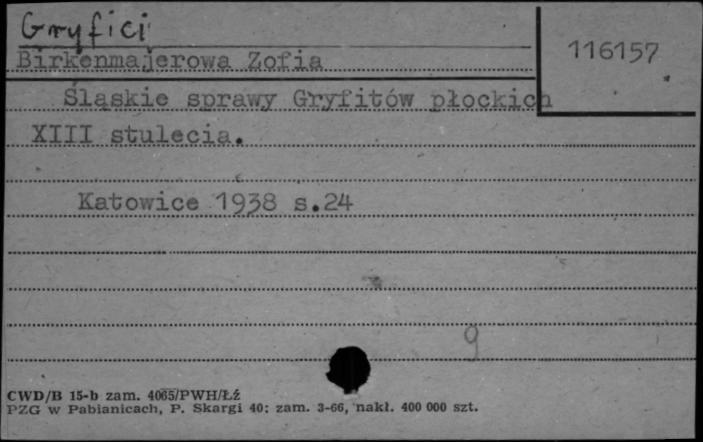 Gryfici
116157
Birkenmajerowa Zofia
Śląskie sprawy Gryfitów płockich
XIII stulecia.
Katowice 1938 s.24
9
CWD/B 15-b zam. 4065/PWH/Łź
PZG w Pabianicach, P. Skargi 40; zam. 3-66, nakł. 400 000 szt.